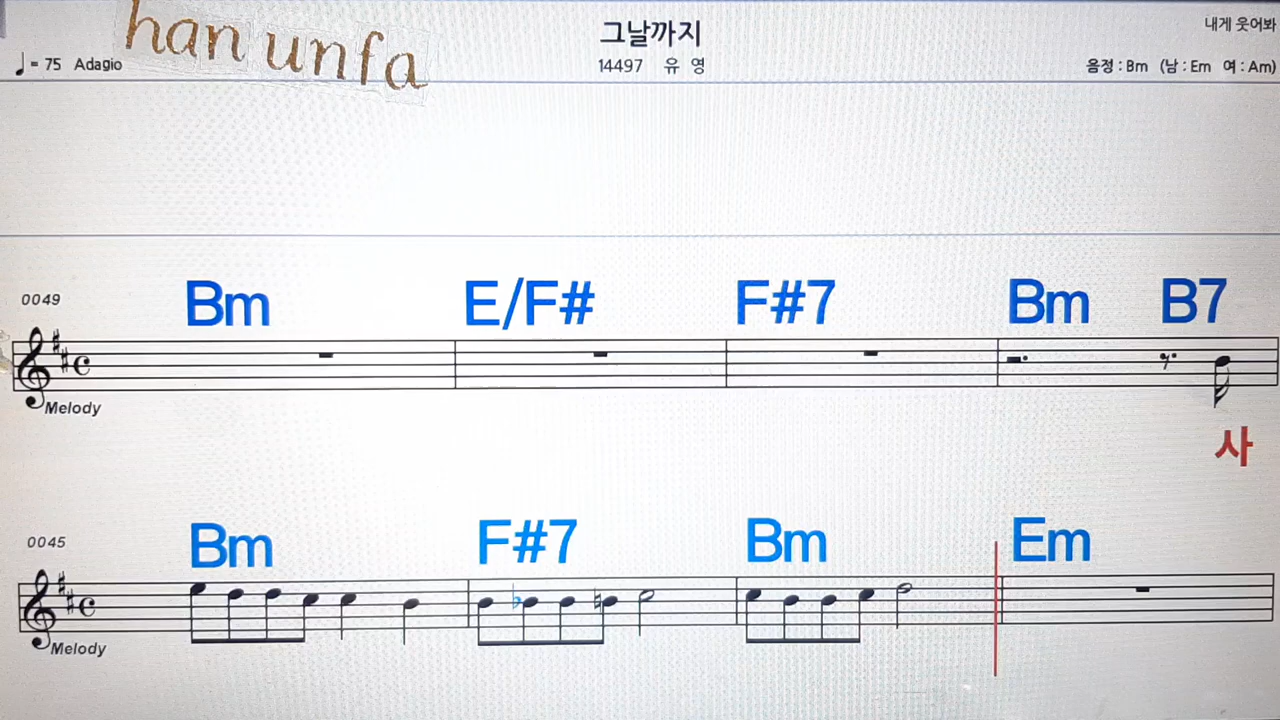 han unfa
그날까지
내게 웃어봐
♩= 75 Adagio
14497 유 영
음정 : Bm (남 : Em 여 : Am)
Bm E/F# F#7 Bm B7
0049
Melody
사
Bm F#7 Bm Em
0045
Melody